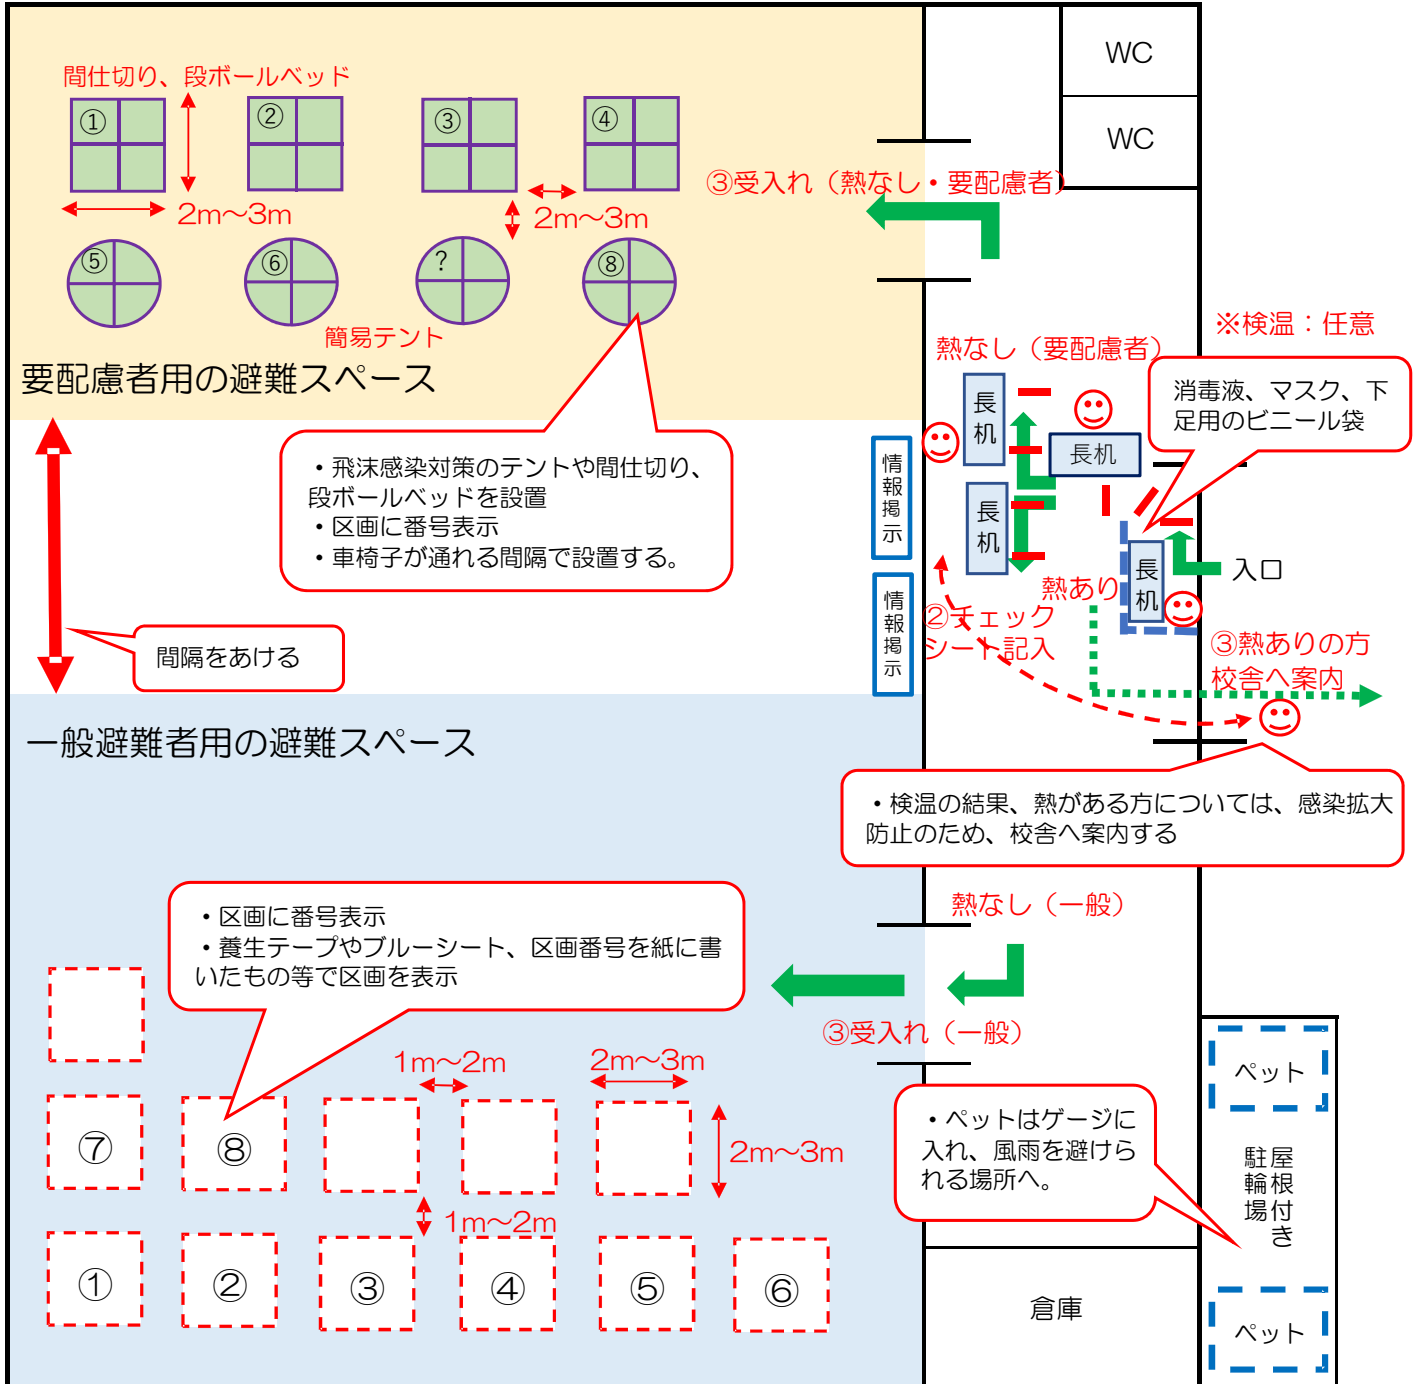 間仕切り、段ボールベッド
①
②
③
④
2m～3m
2m～3m
⑤
⑥
?
⑧
簡易テント
要配慮者用の避難スペース
・飛沫感染対策のテントや間仕切り、
段ボールベッドを設置
・区画に番号表示
・車椅子が通れる間隔で設置する。
間隔をあける
一般避難者用の避難スペース
・区画に番号表示
・養生テープやブルーシート、区画番号を紙に書
いたもの等で区画を表示
1m～2m
2m～3m
⑦
⑧
2m～3m
1m～2m
①
②
③
④
⑤
⑥
WC
WC
③受入れ（熱なし・要配慮者）
※検温：任意
熱なし（要配慮者）
消毒液、マスク、下
足用のビニール袋
長机
長机
長机
長机
情報掲示
情報掲示
入口
熱あり
②チェック
シート記入
③熱ありの方
校舎へ案内
・検温の結果、熱がある方については、感染拡大
防止のため、校舎へ案内する
熱なし（一般）
③受入れ（一般）
・ペットはゲージに
入れ、風雨を避けら
れる場所へ。
ペット
屋根付き
駐輪場
ペット
倉庫